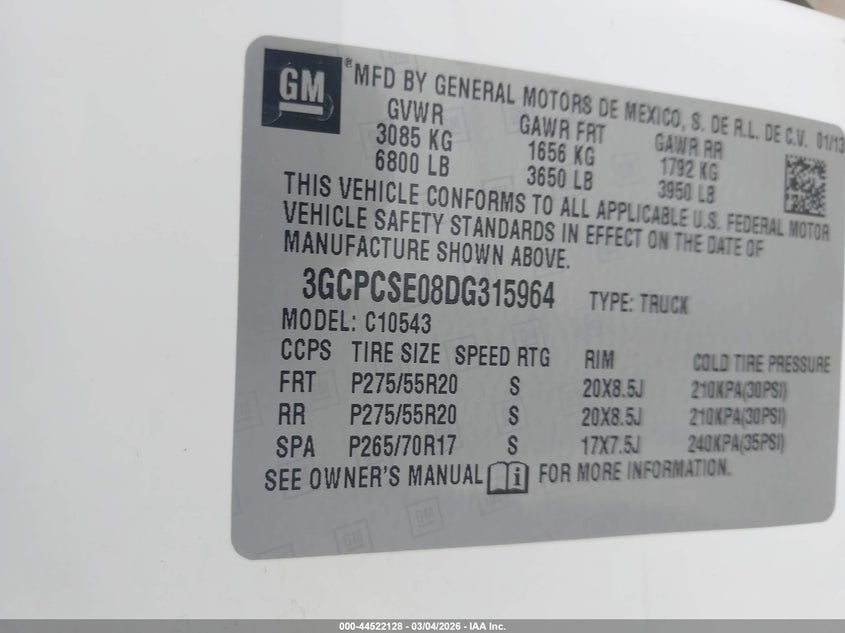 GM
® MFD BY GENERAL MOTORS DE MEXICO, S. DE R.L. DE C.V. 01/13
GVWR GAWR FRT GAWR RR
3085 KG 1656 KG 1792 KG
6800 LB 3650 LB 3950 LB
THIS VEHICLE CONFORMS TO ALL APPLICABLE U.S. FEDERAL MOTOR
VEHICLE SAFETY STANDARDS IN EFFECT ON THE DATE OF
MANUFACTURE SHOWN ABOVE.
3GCPCSE08DG315964 TYPE: TRUCK
MODEL: C10543
CCPS TIRE SIZE SPEED RTG RIM COLD TIRE PRESSURE
FRT P275/55R20 S 20X8.5J 210KPA(30PSI)
RR P275/55R20 S 20X8.5J 210KPA(30PSI)
SPA P265/70R17 S 17X7.5J 240KPA(35PSI)
SEE OWNER'S MANUAL i FOR MORE INFORMATION.
000-44522128 - 03/04/2026 - IAA Inc.